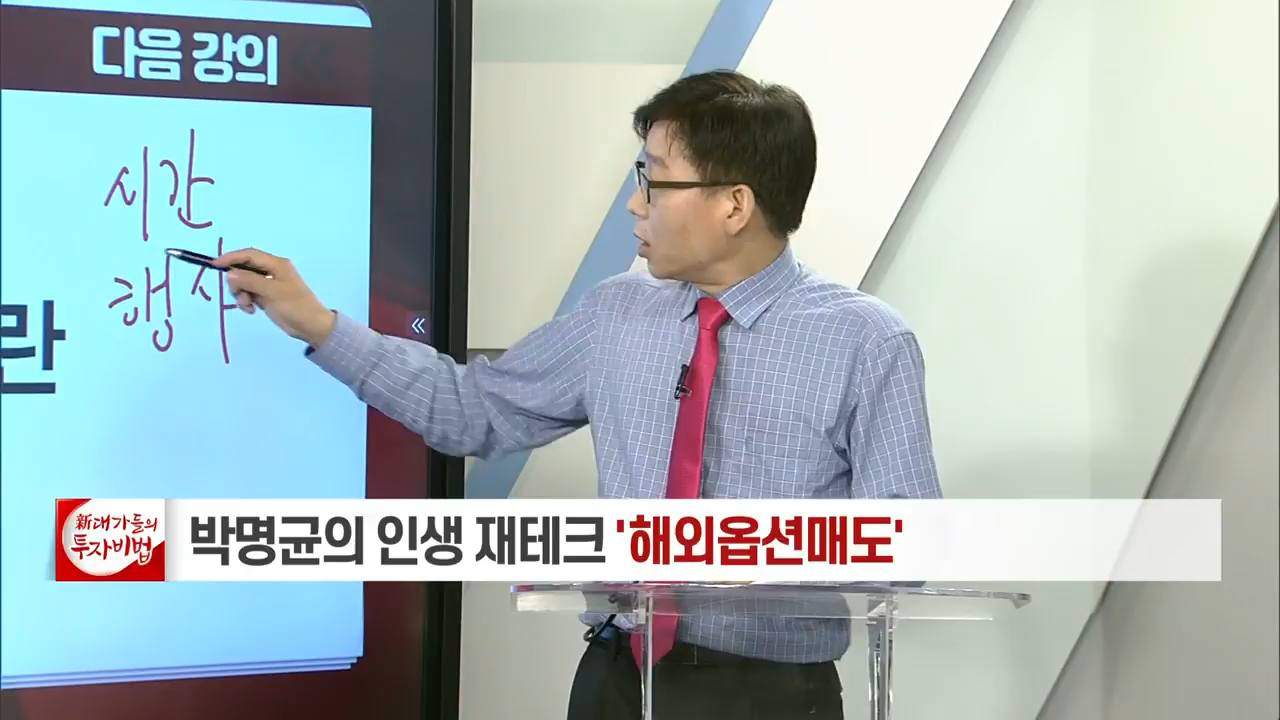 다음 강의
시간
행사
란
新대가들의
투자비법
박명균의 인생 재테크 '해외옵션매도'